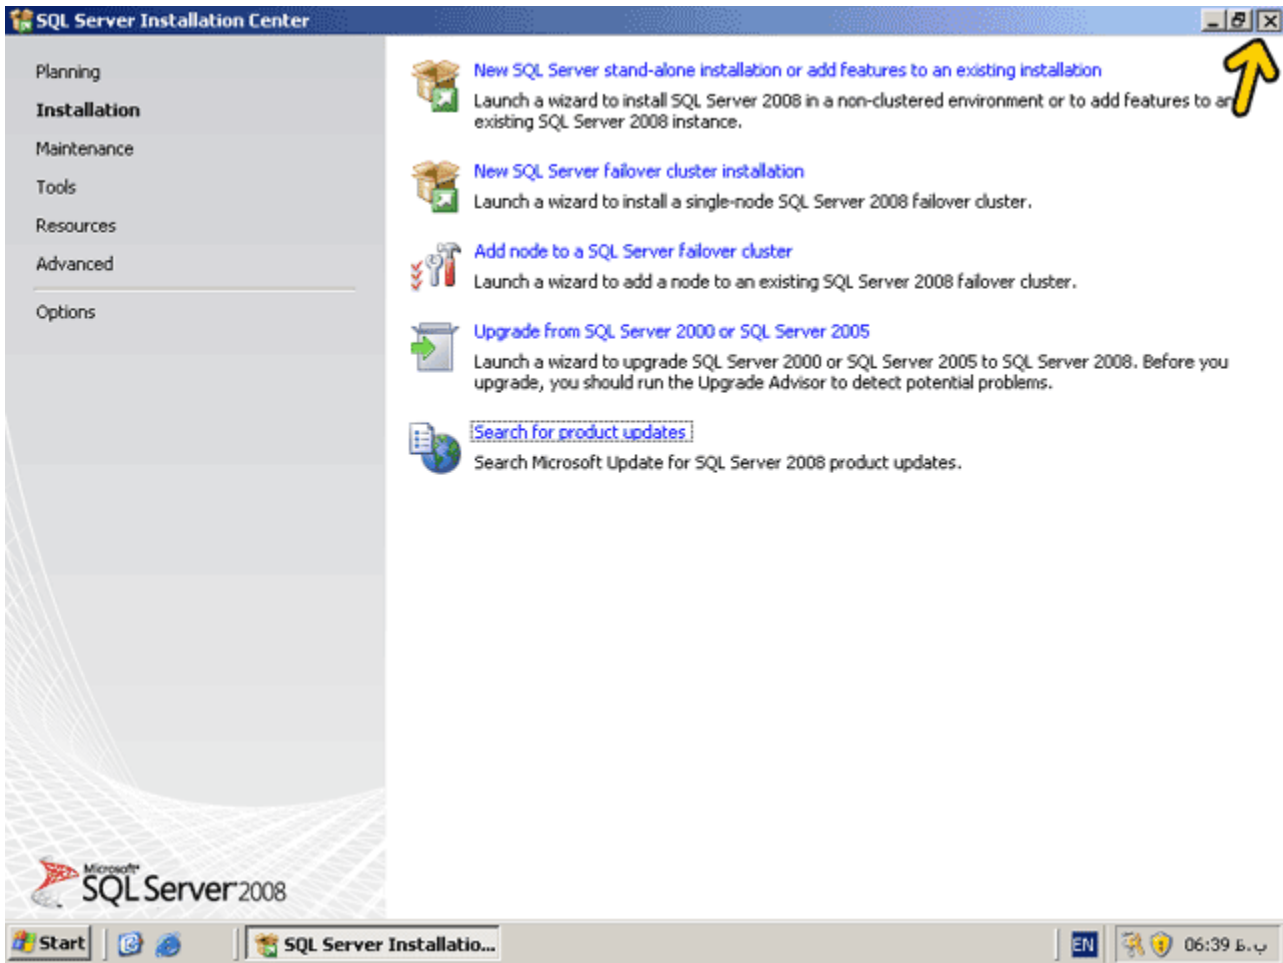 SQL Server Installation Center
Planning
Installation
Maintenance
Tools
Resources
Advanced
Options
New SQL Server stand-alone installation or add features to an existing installation
Launch a wizard to install SQL Server 2008 in a non-clustered environment or to add features to an
existing SQL Server 2008 instance.
New SQL Server failover cluster installation
Launch a wizard to install a single-node SQL Server 2008 failover cluster.
Add node to a SQL Server failover cluster
Launch a wizard to add a node to an existing SQL Server 2008 failover cluster.
Upgrade from SQL Server 2000 or SQL Server 2005
Launch a wizard to upgrade SQL Server 2000 or SQL Server 2005 to SQL Server 2008. Before you
upgrade, you should run the Upgrade Advisor to detect potential problems.
Search for product updates
Search Microsoft Update for SQL Server 2008 product updates.
Microsoft
SQL Server 2008
Start
SQL Server Installatio...
EN
06:39 ب.ظ